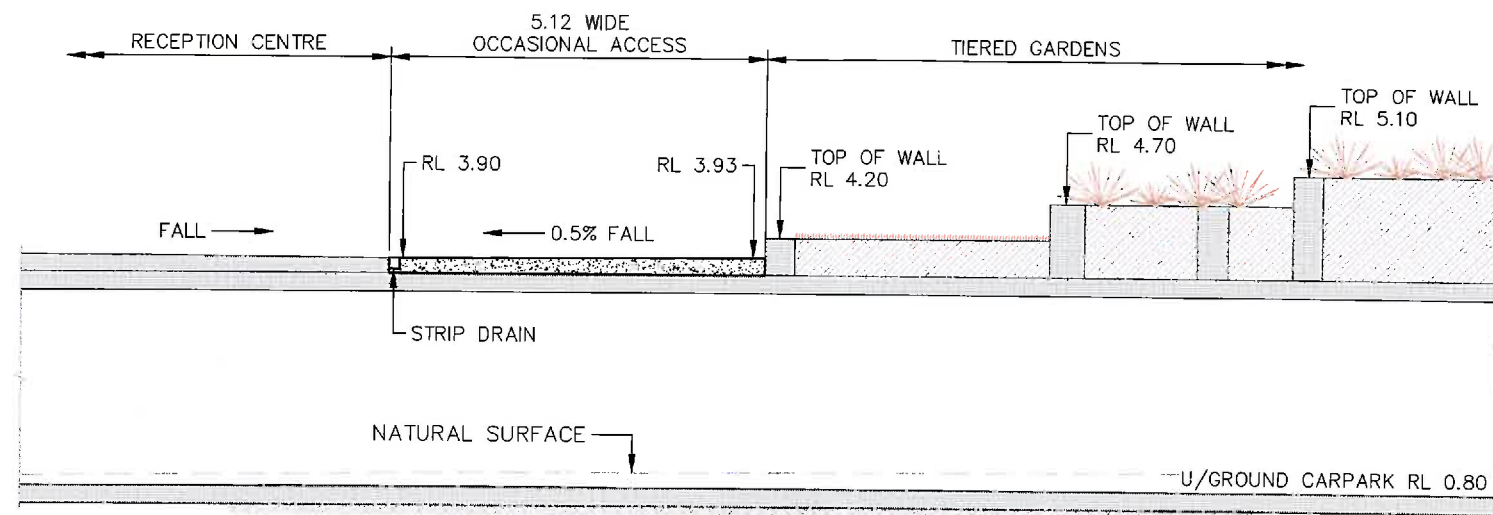 RECEPTION CENTRE
5.12 WIDE
OCCASIONAL ACCESS
TIERED GARDENS
TOP OF WALL
RL 5.10
TOP OF WALL
RL 4.70
RL 3.90
RL 3.93
TOP OF WALL
RL 4.20
FALL
0.5% FALL
STRIP DRAIN
NATURAL SURFACE
U/GROUND CARPARK RL 0.80